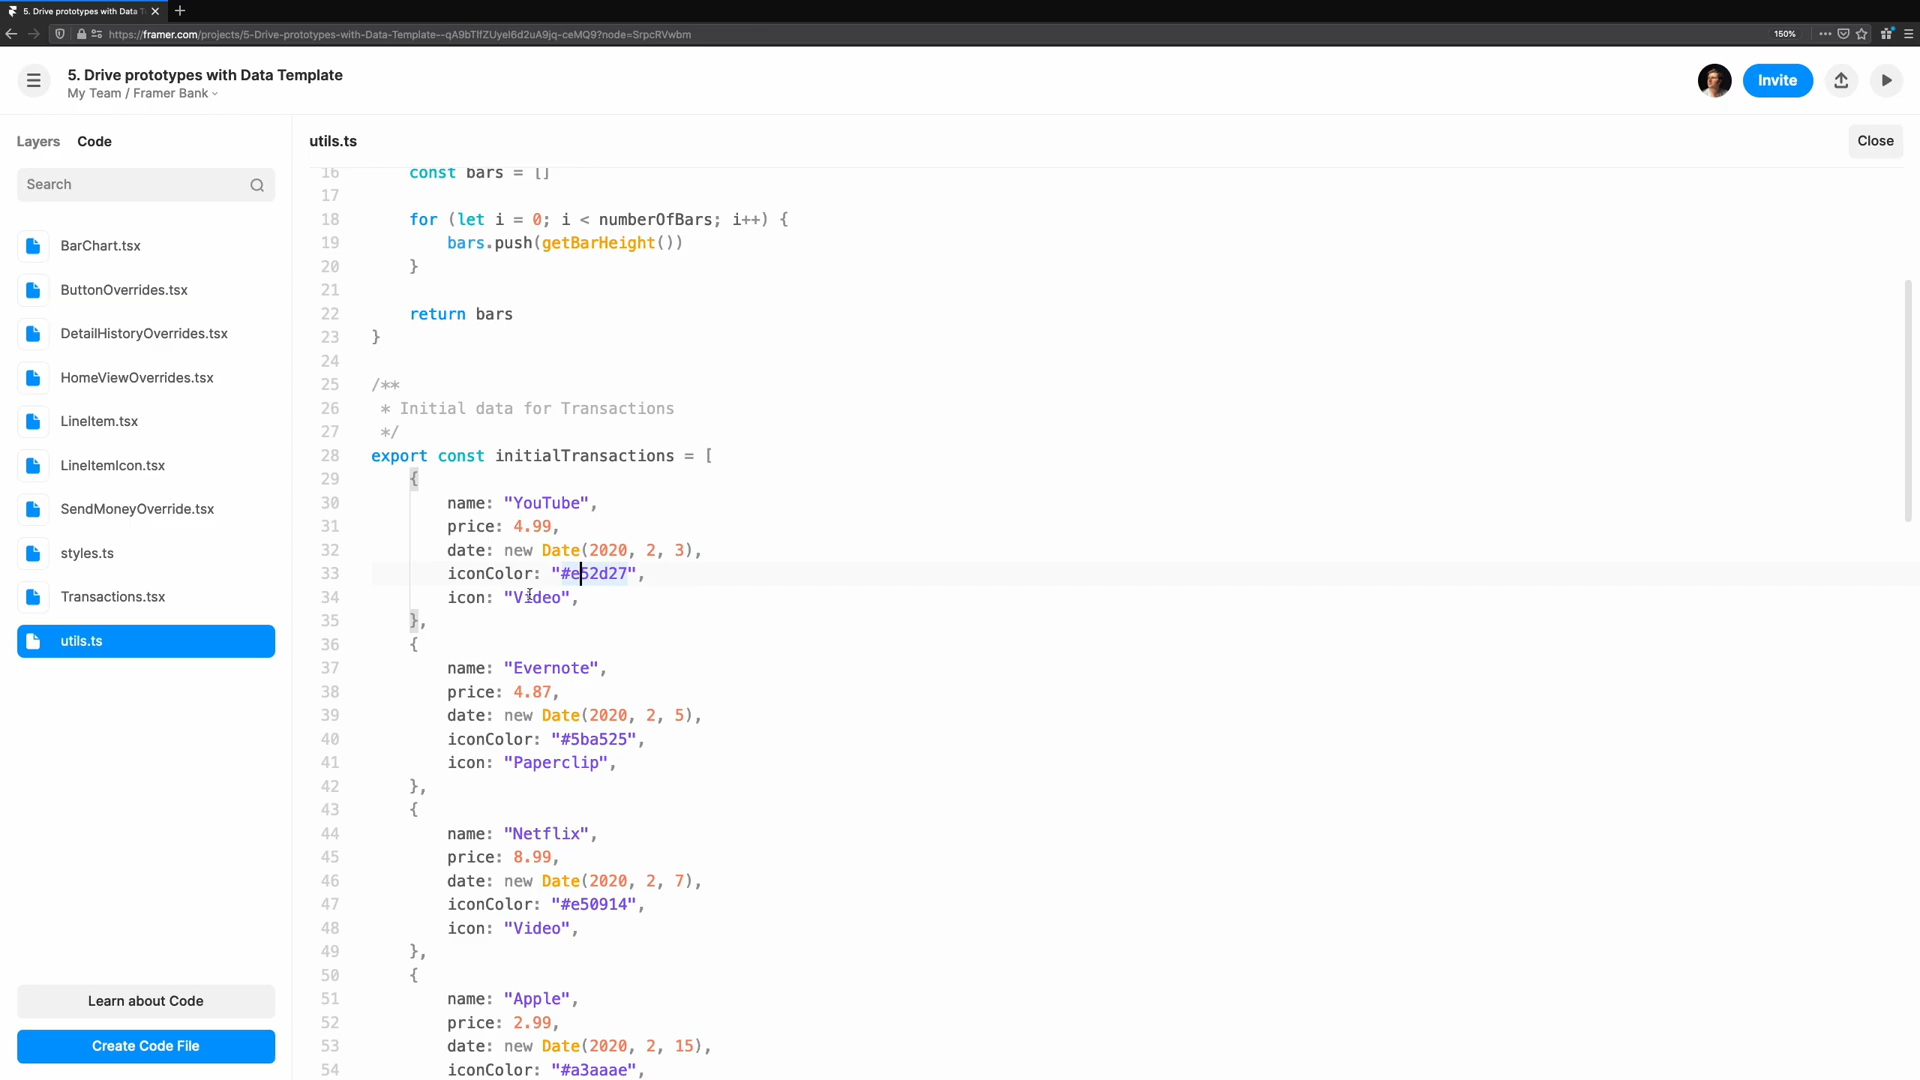 5. Drive prototypes with Data T
https://framer.com/projects/5-Drive-prototypes-with-Data-Template--qA9bTIfZUyeI6d2uA9jq-ceMQ9?node=SrpcRVwbm
150%
5. Drive prototypes with Data Template
My Team / Framer Bank
Invite
Layers Code
utils.ts
Close
Search
BarChart.tsx
ButtonOverrides.tsx
DetailHistoryOverrides.tsx
HomeViewOverrides.tsx
LineItem.tsx
LineItemIcon.tsx
SendMoneyOverride.tsx
styles.ts
Transactions.tsx
utils.ts
Learn about Code
Create Code File
16 const bars = []
17
18 for (let i = 0; i < numberOfBars; i++) {
19 bars.push(getBarHeight())
20 }
21
22 return bars
23 }
24
25 /**
26 * Initial data for Transactions
27 */
28 export const initialTransactions = [
29 {
30 name: "YouTube",
31 price: 4.99,
32 date: new Date(2020, 2, 3),
33 iconColor: "#e52d27",
34 icon: "Video",
35 },
36 {
37 name: "Evernote",
38 price: 4.87,
39 date: new Date(2020, 2, 5),
40 iconColor: "#5ba525",
41 icon: "Paperclip",
42 },
43 {
44 name: "Netflix",
45 price: 8.99,
46 date: new Date(2020, 2, 7),
47 iconColor: "#e50914",
48 icon: "Video",
49 },
50 {
51 name: "Apple",
52 price: 2.99,
53 date: new Date(2020, 2, 15),
54 iconColor: "#a3aaae",